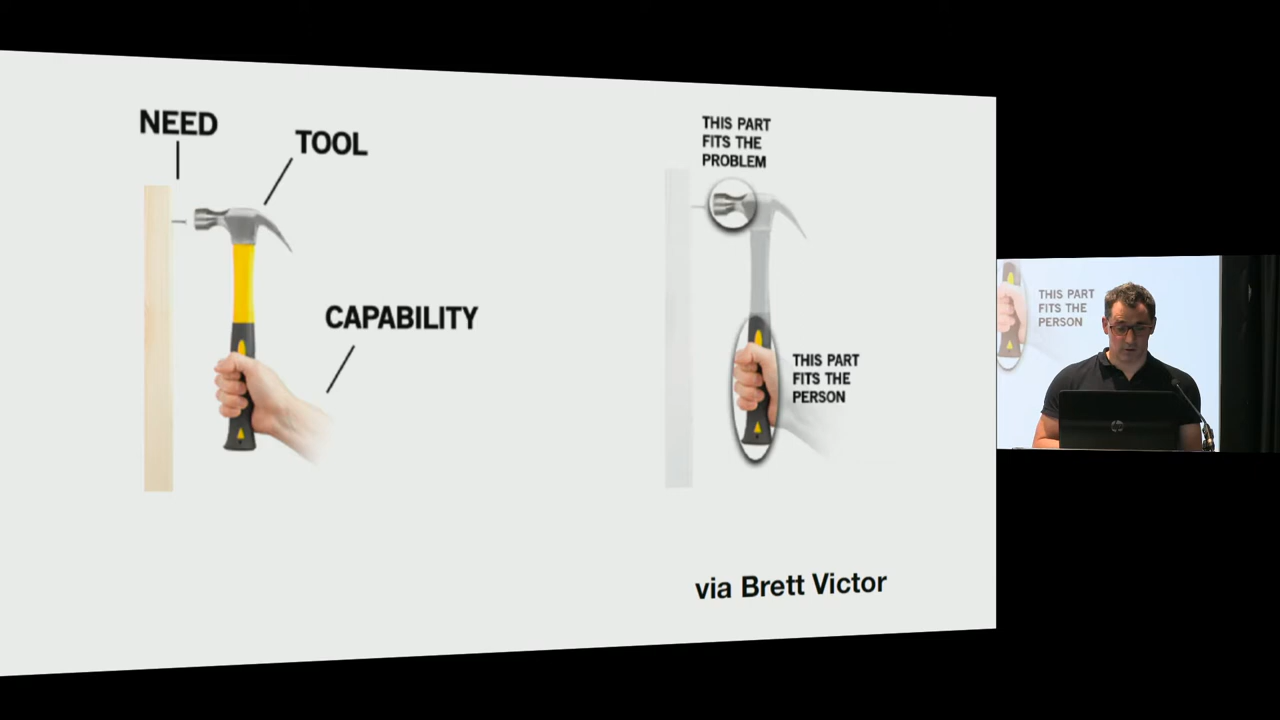 NEED
TOOL
CAPABILITY
THIS PART
FITS THE
PROBLEM
THIS PART
FITS THE
PERSON
via Brett Victor
THIS PART
FITS THE
PERSON
hp